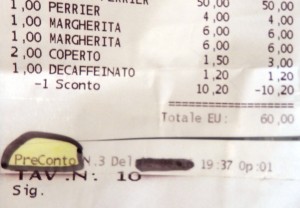 1,00 PERRIER 50,00
1,00 PERRIER 4,00 4,00
1,00 MARGHERITA 6,00 6,00
1,00 MARGHERITA 6,00 6,00
2,00 COPERTO 1,50 3,00
1,00 DECAFFEINATO 1,20 1,20
-1 Sconto 10,20 -10,20
==============
Totale EU: 60,00
PreConto N.3 Del 19:37 Op:01
TAV .N: 10
Sig.